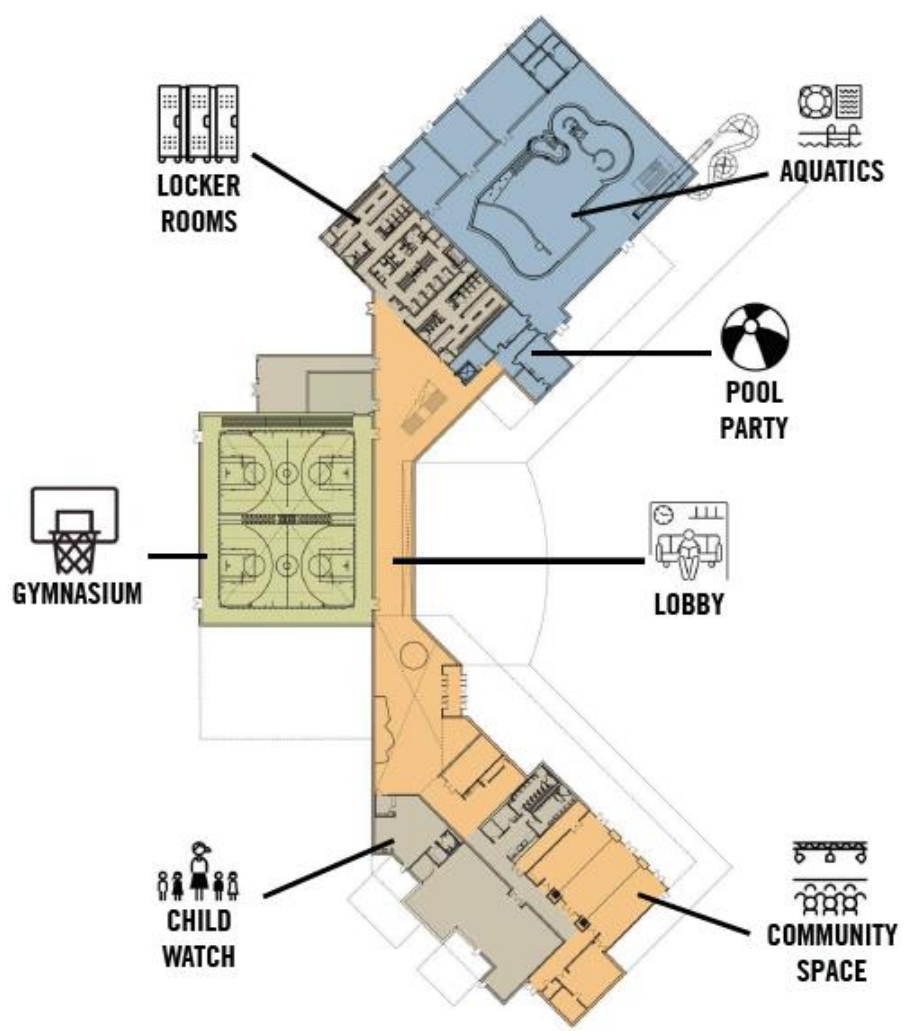 LOCKER
ROOMS
AQUATICS
POOL
PARTY
GYMNASIUM
LOBBY
CHILD
WATCH
COMMUNITY
SPACE